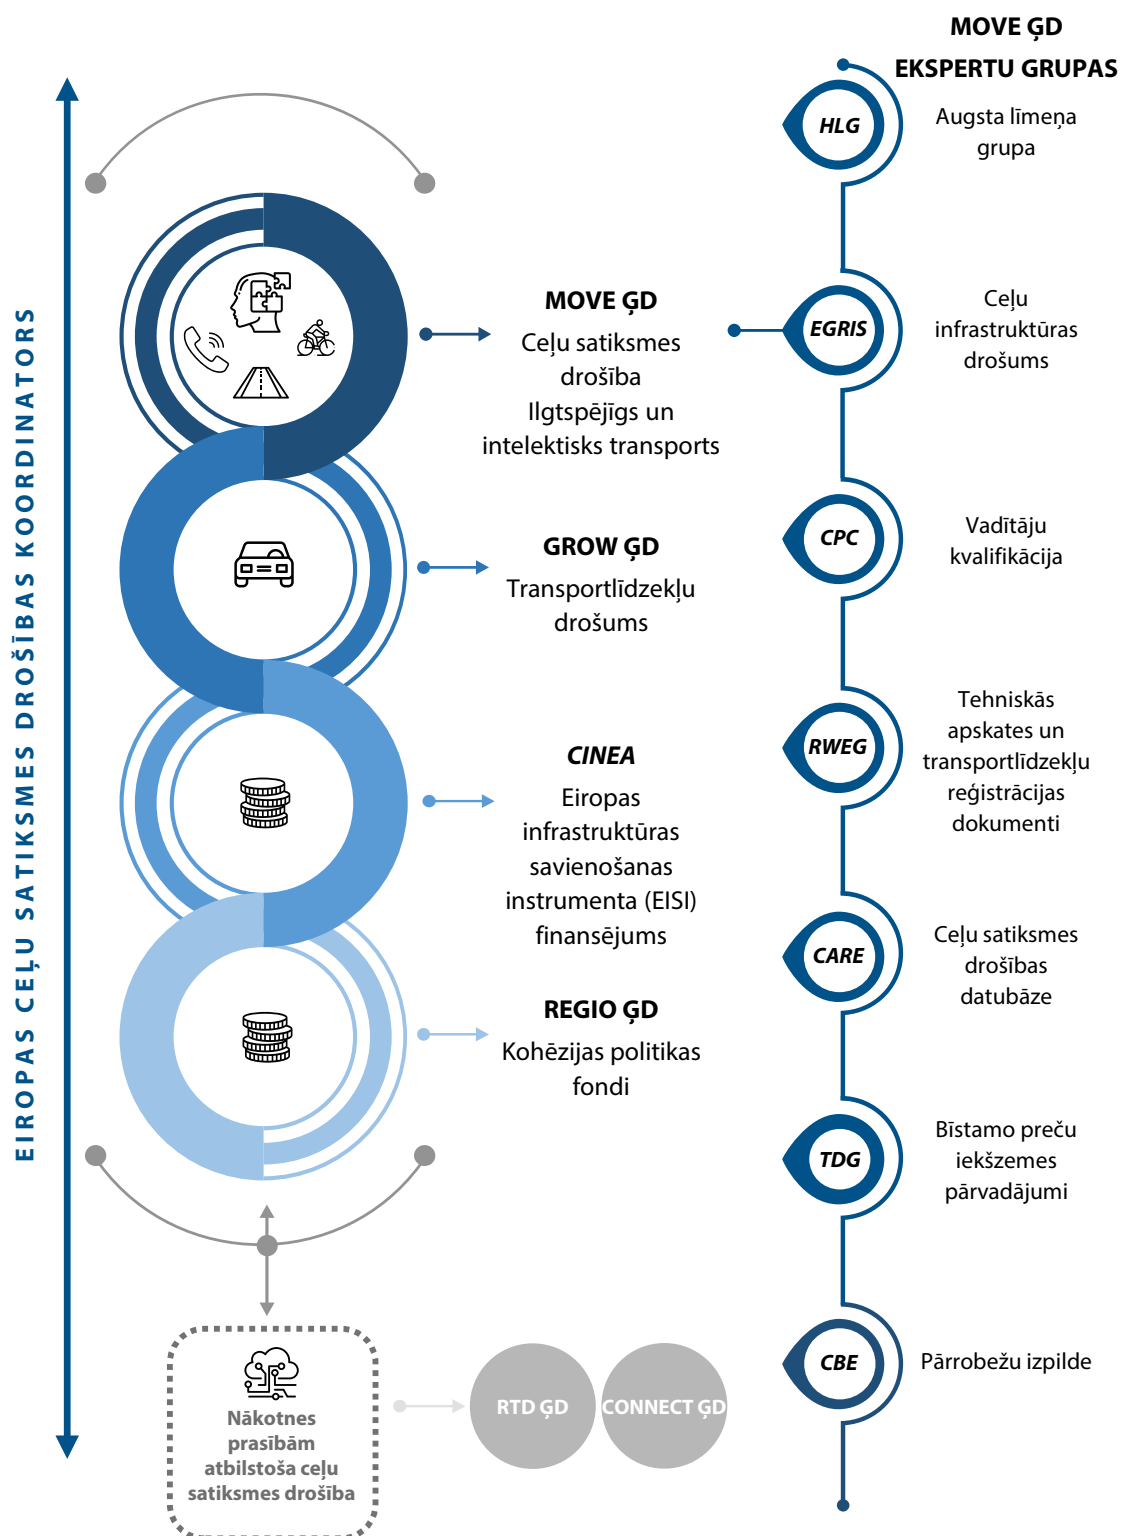 EIROPAS CEĻU SATIKSMES DROŠĪBAS KOORDINATORS
MOVE ĢD
Ceļu satiksmes
drošība
Ilgtspējīgs un
intelektisks transports
GROW ĢD
Transportlīdzekļu
drošums
CINEA
Eiropas
infrastruktūras
savienošanas
instrumenta (EISI)
finansējums
REGIO ĢD
Kohēzijas politikas
fondi
Nākotnes
prasībām
atbilstoša ceļu
satiksmes drošība
RTD ĢD
CONNECT ĢD
MOVE ĢD
EKSPERTU GRUPAS
HLG
Augsta līmeņa
grupa
EGRIS
Ceļu
infrastruktūras
drošums
CPC
Vadītāju
kvalifikācija
RWEG
Tehniskās
apskates un
transportlīdzekļu
reģistrācijas
dokumenti
CARE
Ceļu satiksmes
drošības
datubāze
TDG
Bīstamo preču
iekšzemes
pārvadājumi
CBE
Pārrobežu izpilde